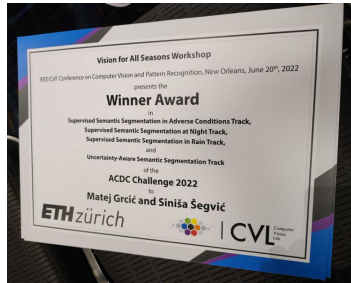 Vision for All Seasons Workshop
IEEE/CVF Conference on Computer Vision and Pattern Recognition, New Orleans, June 20th, 2022
presents the
Winner Award
in
Supervised Semantic Segmentation in Adverse Conditions Track,
Supervised Semantic Segmentation at Night Track,
Supervised Semantic Segmentation in Rain Track,
and
Uncertainty-Aware Semantic Segmentation Track
of the
ACDC Challenge 2022
to
Matej Grcić and Siniša Šegvić
ETH zürich
CVL Computer
Vision
Lab